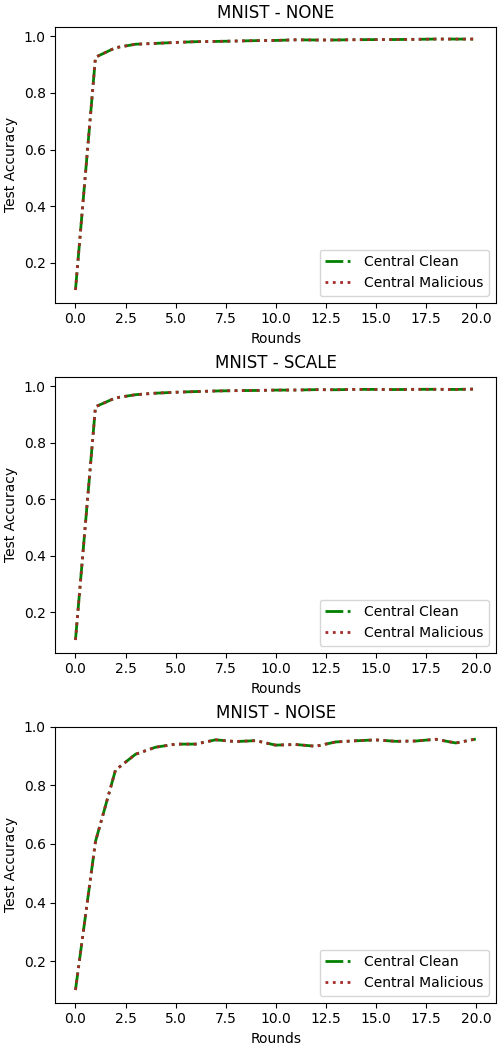 MNIST - NONE
1.0
0.8
0.6
0.4
0.2
Test Accuracy
Central Clean
Central Malicious
0.0 2.5 5.0 7.5 10.0 12.5 15.0 17.5 20.0
Rounds
MNIST - SCALE
1.0
0.8
0.6
0.4
0.2
Test Accuracy
Central Clean
Central Malicious
0.0 2.5 5.0 7.5 10.0 12.5 15.0 17.5 20.0
Rounds
MNIST - NOISE
1.0
0.8
0.6
0.4
0.2
Test Accuracy
Central Clean
Central Malicious
0.0 2.5 5.0 7.5 10.0 12.5 15.0 17.5 20.0
Rounds